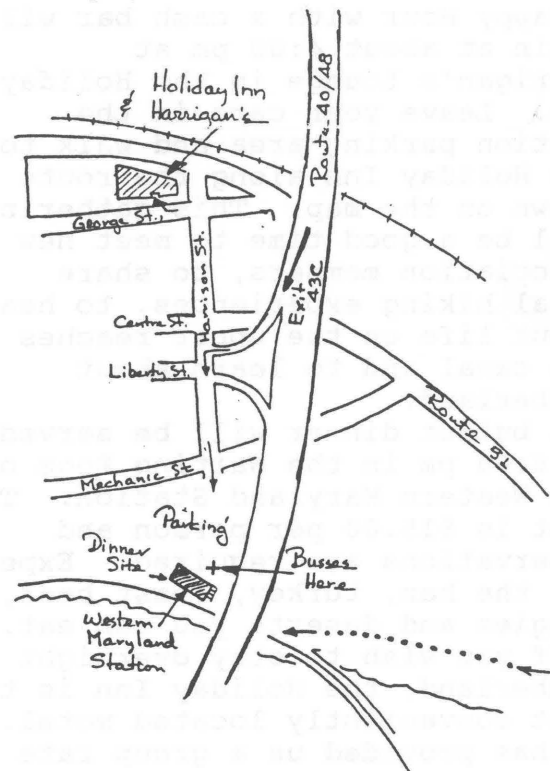 Holiday Inn
&
Harrigan's
Route 40/48
George St.
Harrison St.
Exit
43C
Centre St.
Liberty St.
Route 96
Mechanic St.
Parking
Dinner
Site
Busses
Here
Western
Maryland
Station